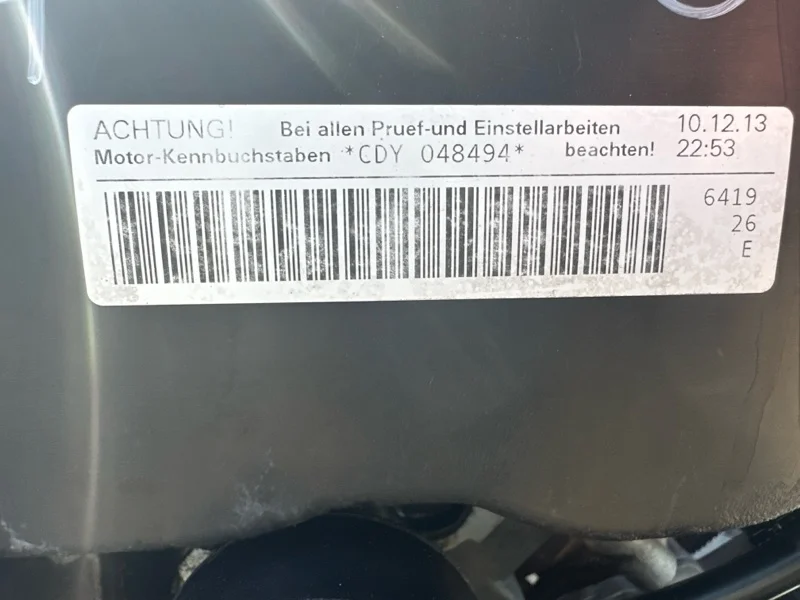 ACHTUNG! Bei allen Pruef-und Einstellarbeiten 10.12.13
Motor-Kennbuchstaben *CDY 048494* beachten! 22:53
6419
26
E